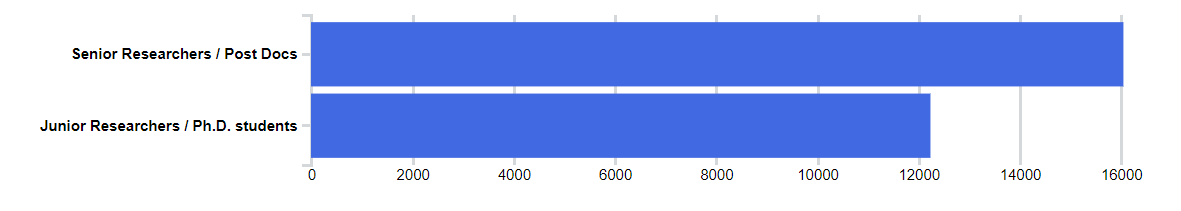 Senior Researchers / Post Docs
Junior Researchers / Ph.D. students
0 2000 4000 6000 8000 10000 12000 14000 16000